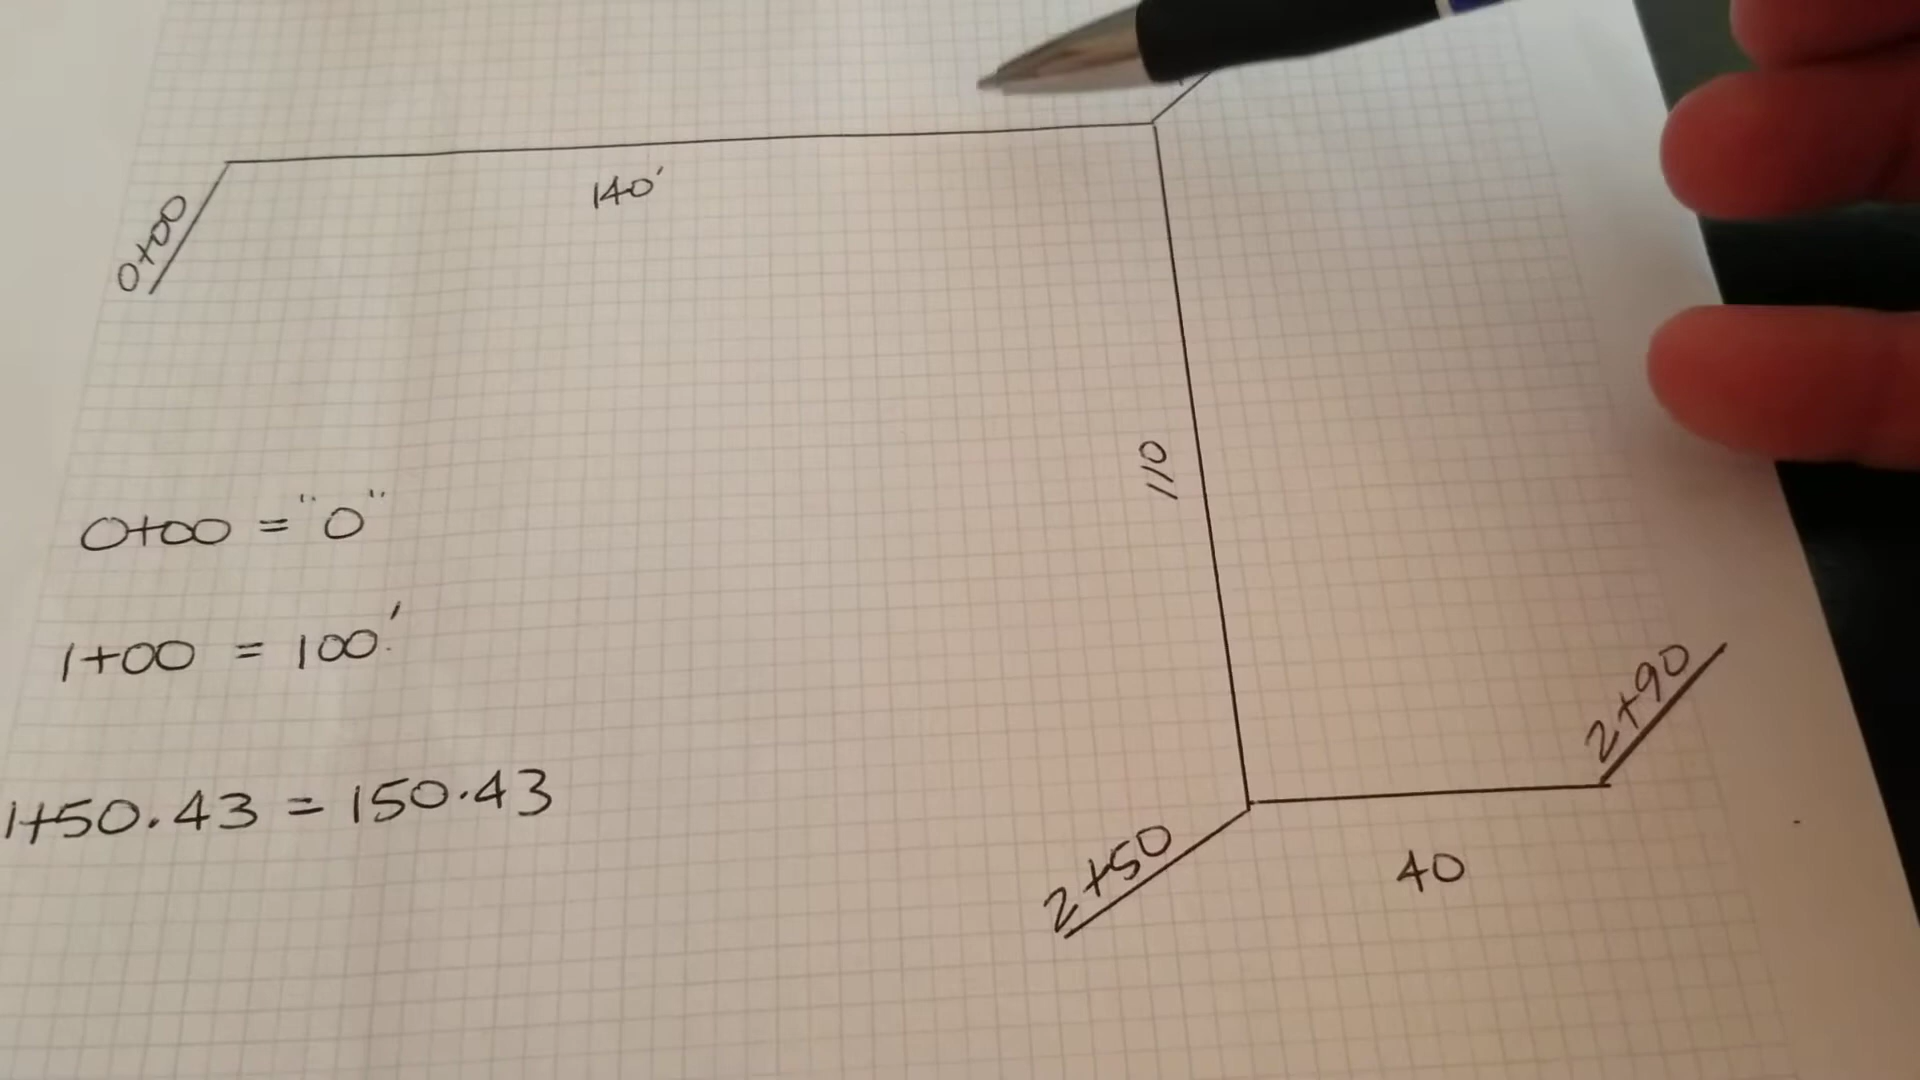 140'
0+00
110
0+00 = "0"
1+00 = 100'
2+90
1+50.43 = 150.43
2+50
40